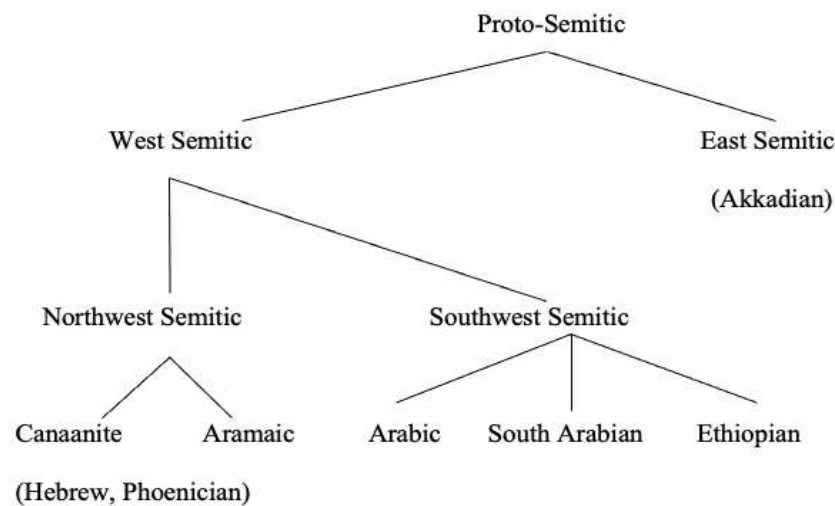 Proto-Semitic
West Semitic
East Semitic
(Akkadian)
Northwest Semitic
Southwest Semitic
Canaanite
Aramaic
Arabic
South Arabian
Ethiopian
(Hebrew, Phoenician)